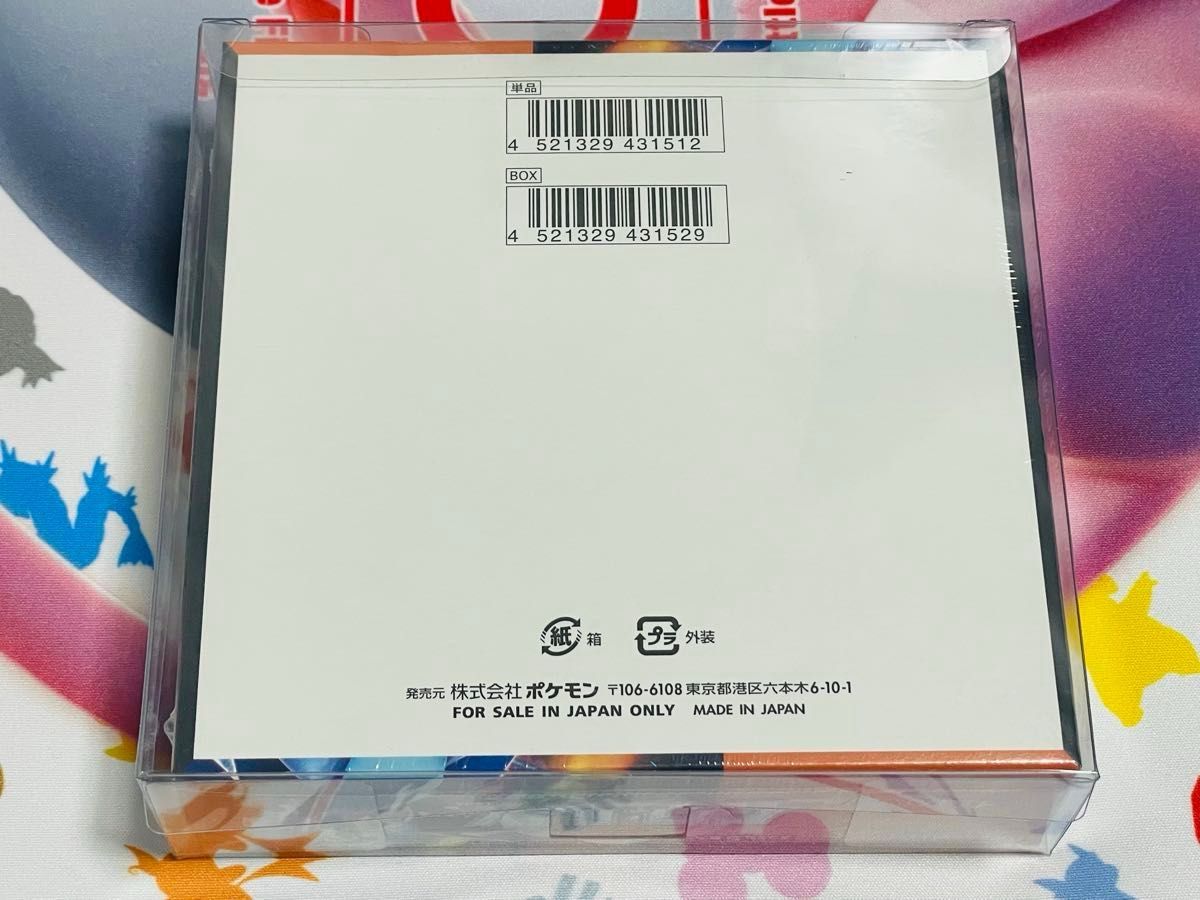 単品
4 521329 431512
BOX
4 521329 431529
紙 箱 プラ 外装
発売元 株式会社 ポケモン 〒106-6108 東京都港区六本木6-10-1
FOR SALE IN JAPAN ONLY MADE IN JAPAN